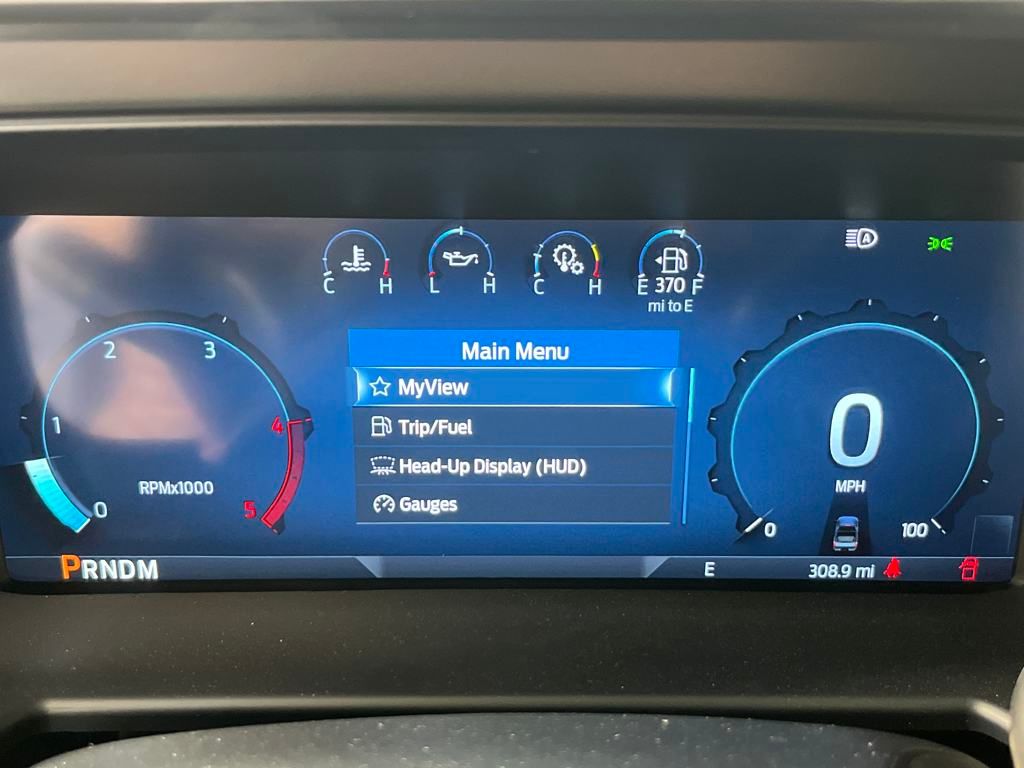 C H
L H
C H
E 370 F
mi to E
A
Main Menu
MyView
Trip/Fuel
Head-Up Display (HUD)
Gauges
0
1
2
3
4
5
RPMx1000
0
MPH
0
100
PRNDM
E
308.9 mi